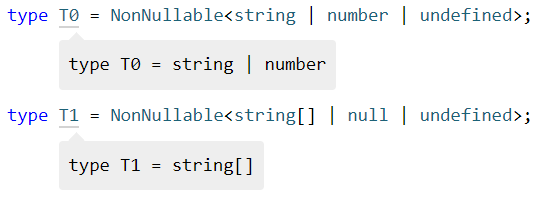 type T0 = NonNullable<string | number | undefined>;
type T0 = string | number
type T1 = NonNullable<string[] | null | undefined>;
type T1 = string[]